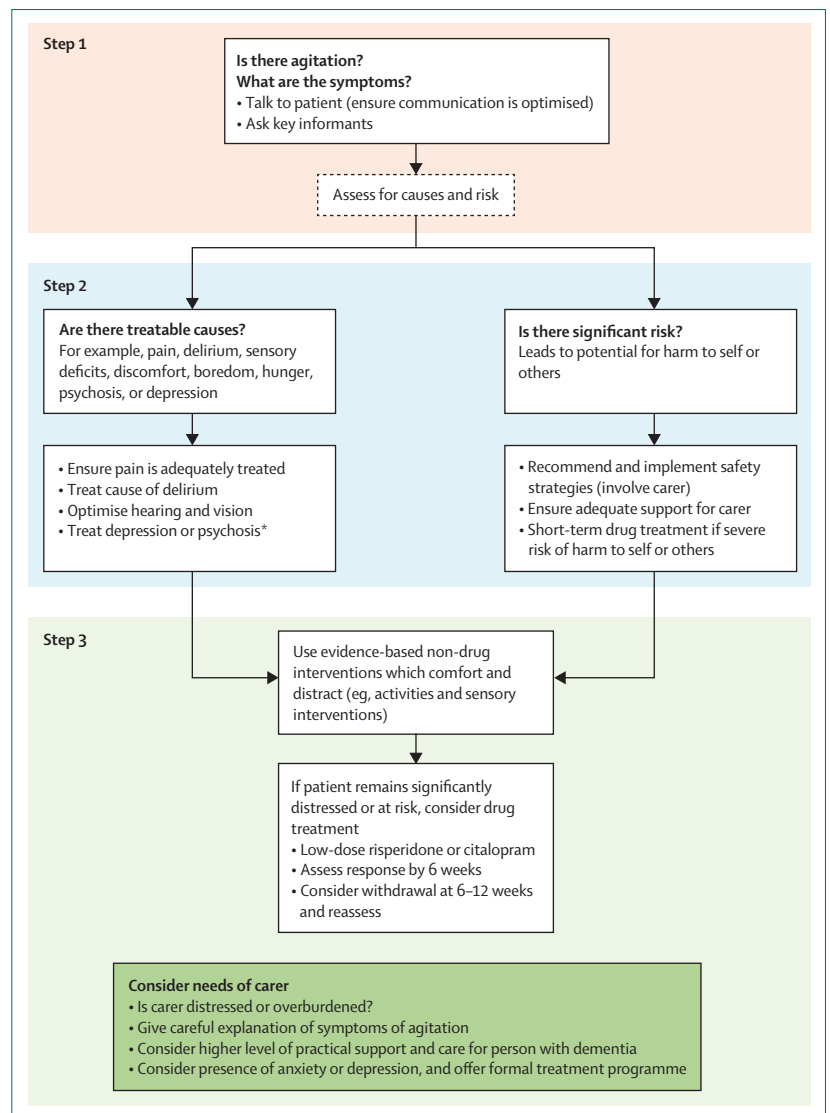 Step 1
Is there agitation?
What are the symptoms?
• Talk to patient (ensure communication is optimised)
• Ask key informants
Assess for causes and risk
Step 2
Are there treatable causes?
For example, pain, delirium, sensory
deficits, discomfort, boredom, hunger,
psychosis, or depression
• Ensure pain is adequately treated
• Treat cause of delirium
• Optimise hearing and vision
• Treat depression or psychosis*
Is there significant risk?
Leads to potential for harm to self or
others
• Recommend and implement safety
strategies (involve carer)
• Ensure adequate support for carer
• Short-term drug treatment if severe
risk of harm to self or others
Step 3
Use evidence-based non-drug
interventions which comfort and
distract (eg, activities and sensory
interventions)
If patient remains significantly
distressed or at risk, consider drug
treatment
• Low-dose risperidone or citalopram
• Assess response by 6 weeks
• Consider withdrawal at 6–12 weeks
and reassess
Consider needs of carer
• Is carer distressed or overburdened?
• Give careful explanation of symptoms of agitation
• Consider higher level of practical support and care for person with dementia
• Consider presence of anxiety or depression, and offer formal treatment programme